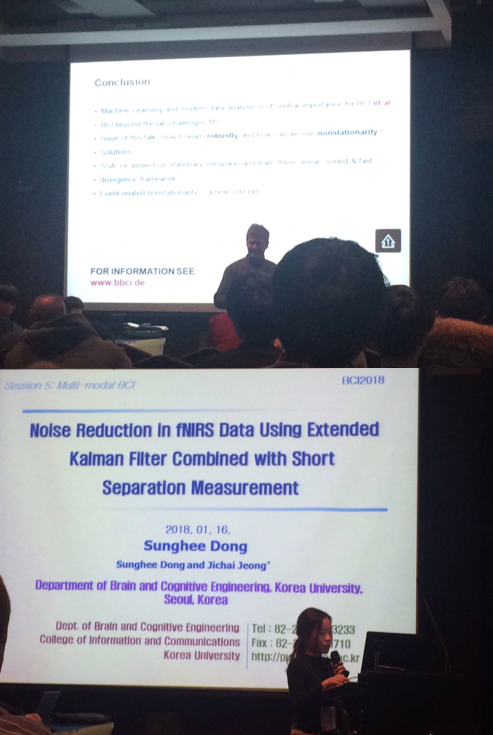 Conclusion
• Machine Learning and modern data analysis is of central importance for BCI et al
• BCI beyond the lab challenges: MI
• Issue of this talk: How to learn robustly and how can we use nonstationarity?
• Solutions
• SSA, i.e. project on stationary subspace and learn there: linear, sound & fast
• divergence framework
• Event related nonstationarity: a new concept
FOR INFORMATION SEE:
www.bbci.de
Session 5: Multi-modal BCI
BCI2018
Noise Reduction in fNIRS Data Using Extended
Kalman Filter Combined with Short
Separation Measurement
2018. 01. 16.
Sunghee Dong
Sunghee Dong and Jichai Jeong*
Department of Brain and Cognitive Engineering, Korea University,
Seoul, Korea
Dept. of Brain and Cognitive Engineering
College of Information and Communications
Korea University
Tel : 82-2 3233
Fax : 82- 1710
http://p c.kr